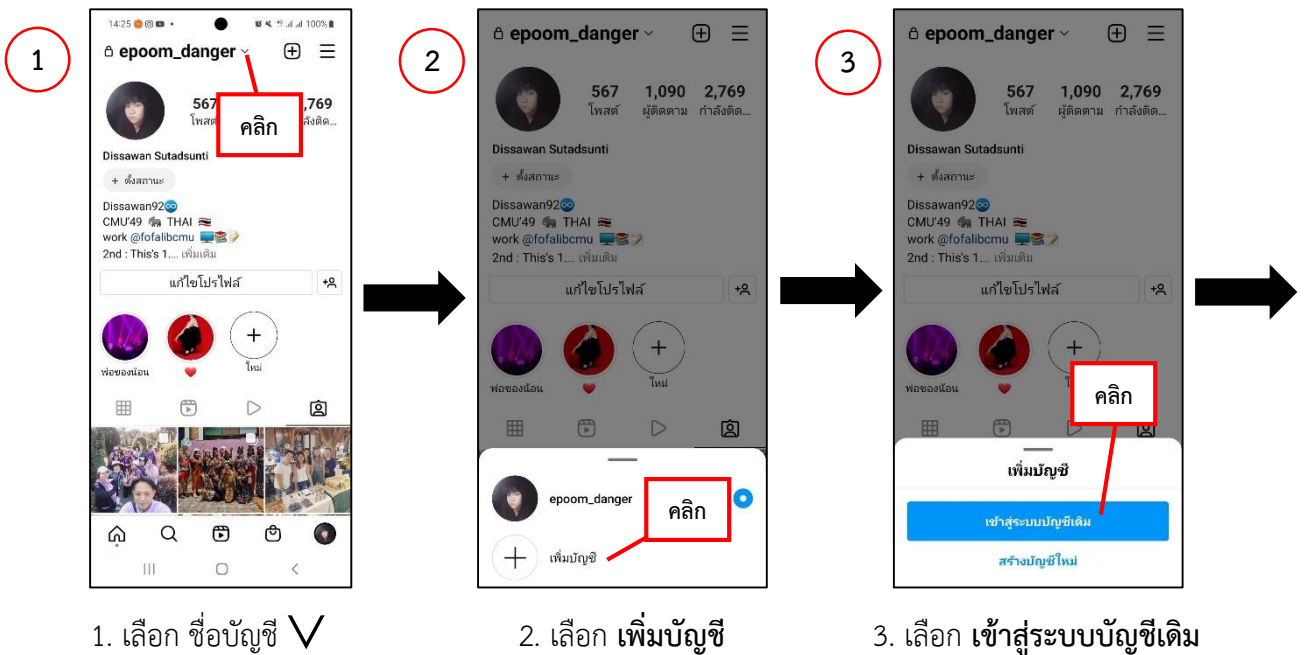 1
14:25
100%
epoom_danger
567
,769
โพสต์
ลังติด...
คลิก
Dissawan Sutadsunti
+ ตั้งสถานะ
Dissawan92
CMU'49 THAI
work @fofalibcmu
2nd : This's 1.... เพิ่มเติม
แก้ไขโปรไฟล์
พ่อของน้อน
ใหม่
1. เลือก ชื่อบัญชี V
2
epoom_danger
567 1,090 2,769
โพสต์ ผู้ติดตาม กำลังติด...
Dissawan Sutadsunti
+ ตั้งสถานะ
Dissawan92
CMU'49 THAI
work @fofalibcmu
2nd : This's 1.... เพิ่มเติม
แก้ไขโปรไฟล์
พ่อของน้อน
ใหม่
epoom_danger
คลิก
เพิ่มบัญชี
2. เลือก เพิ่มบัญชี
3
epoom_danger
567 1,090 2,769
โพสต์ ผู้ติดตาม กำลังติด...
Dissawan Sutadsunti
+ ตั้งสถานะ
Dissawan92
CMU'49 THAI
work @fofalibcmu
2nd : This's 1.... เพิ่มเติม
แก้ไขโปรไฟล์
พ่อของน้อน
คลิก
เพิ่มบัญชี
เข้าสู่ระบบบัญชีเดิม
สร้างบัญชีใหม่
3. เลือก เข้าสู่ระบบบัญชีเดิม